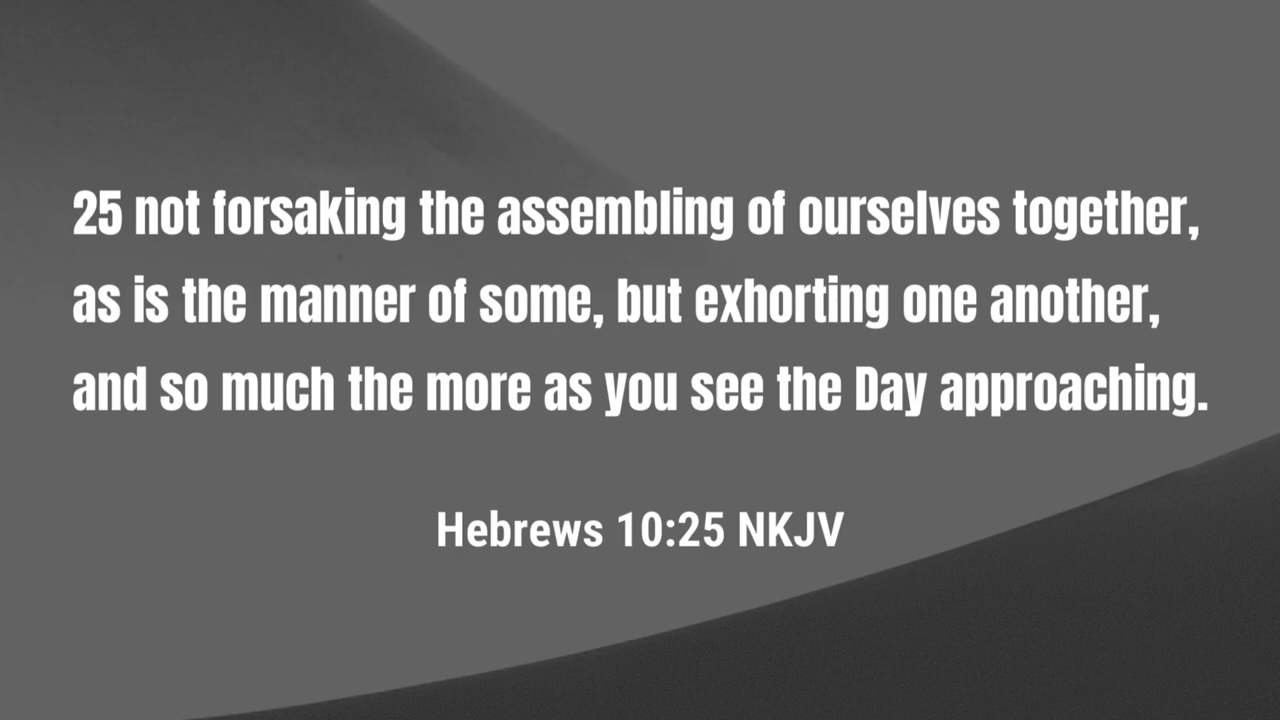 25 not forsaking the assembling of ourselves together,
as is the manner of some, but exhorting one another,
and so much the more as you see the Day approaching.
Hebrews 10:25 NKJV